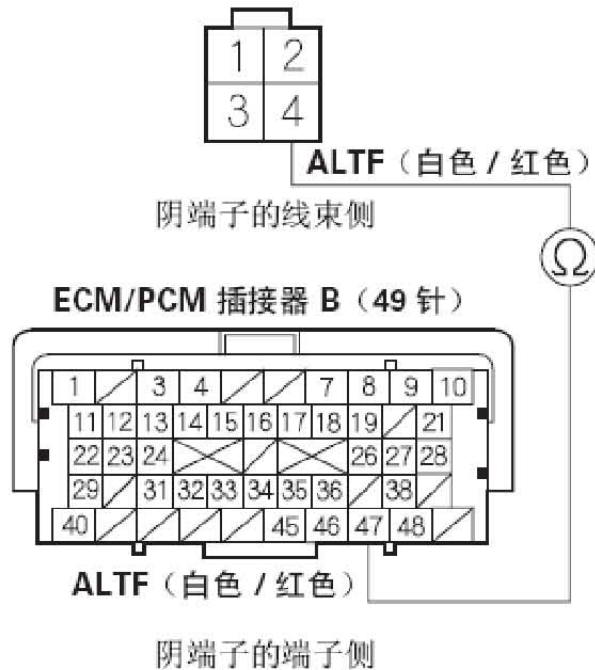 1 2
3 4
ALTF（白色 / 红色）
阴端子的线束侧
Ω
ECM/PCM 插接器 B（49 针）
1 3 4 7 8 9 10
11 12 13 14 15 16 17 18 19 21
22 23 24 26 27 28
29 31 32 33 34 35 36 38
40 45 46 47 48
ALTF（白色 / 红色）
阴端子的端子侧